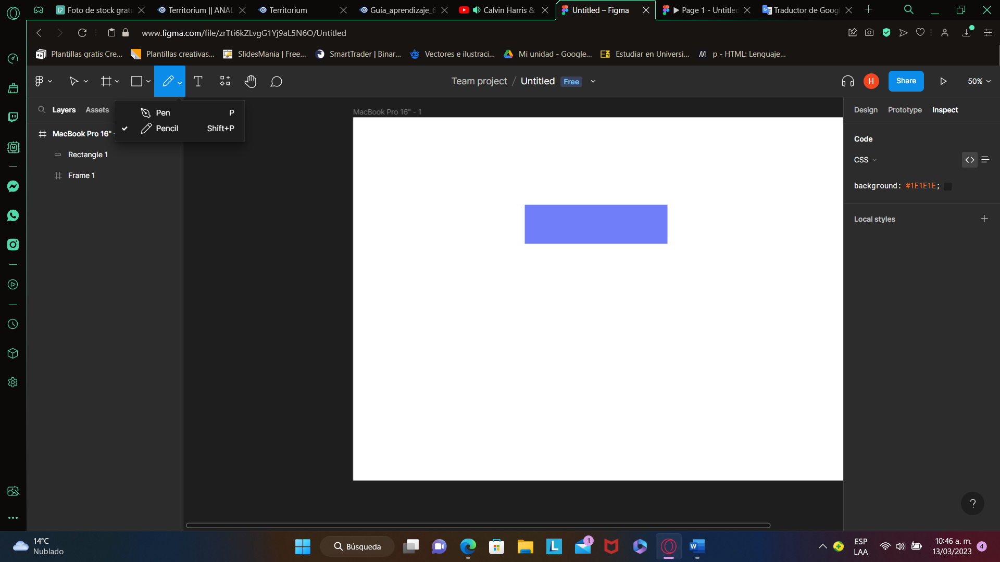 Foto de stock gratu
Territorium || ANAL
Territorium
Guia_aprendizaje_6
Calvin Harris &
Untitled – Figma
Page 1 - Untitled
Traductor de Googl
www.figma.com/file/zrTti6kZLvgG1Yj9aL5N6O/Untitled
Plantillas gratis Cre...
Plantillas creativas...
SlidesMania | Free...
SmartTrader | Binar...
Vectores e ilustraci...
Mi unidad - Google...
Estudiar en Universi...
p - HTML: Lenguaje...
Team project / Untitled
Free
H
Share
50%
Layers
Assets
Pen P
Pencil Shift+P
MacBook Pro 16" -
Rectangle 1
Frame 1
MacBook Pro 16" - 1
Design
Prototype
Inspect
Code
CSS
background: #1E1E1E;
Local styles
?
14°C
Nublado
Búsqueda
L
1
W
ESP
LAA
10:46 a. m.
13/03/2023
4